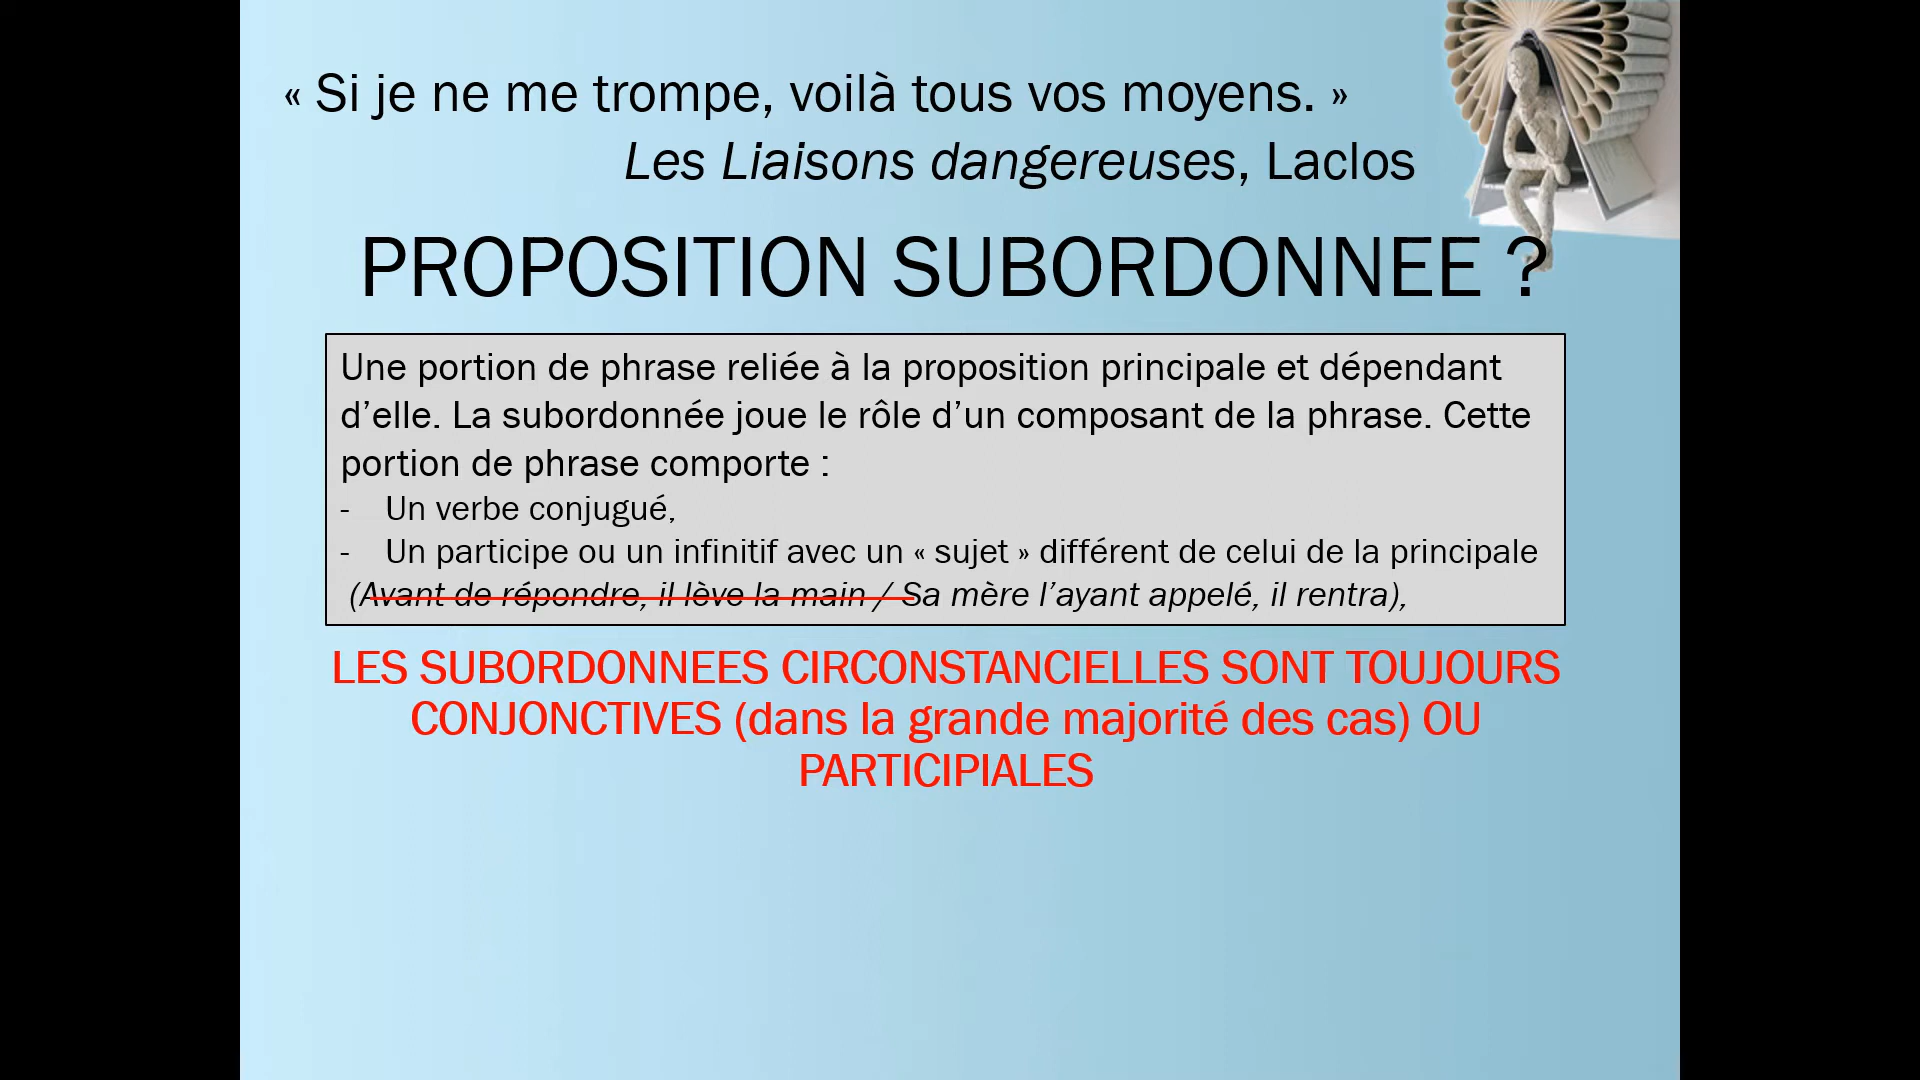 « Si je ne me trompe, voilà tous vos moyens. »
Les Liaisons dangereuses, Laclos
PROPOSITION SUBORDONNEE ?
Une portion de phrase reliée à la proposition principale et dépendant
d’elle. La subordonnée joue le rôle d’un composant de la phrase. Cette
portion de phrase comporte :
- Un verbe conjugué,
- Un participe ou un infinitif avec un « sujet » différent de celui de la principale
(Avant de répondre, il lève la main / Sa mère l’ayant appelé, il rentra),
LES SUBORDONNEES CIRCONSTANCIELLES SONT TOUJOURS
CONJONCTIVES (dans la grande majorité des cas) OU
PARTICIPIALES